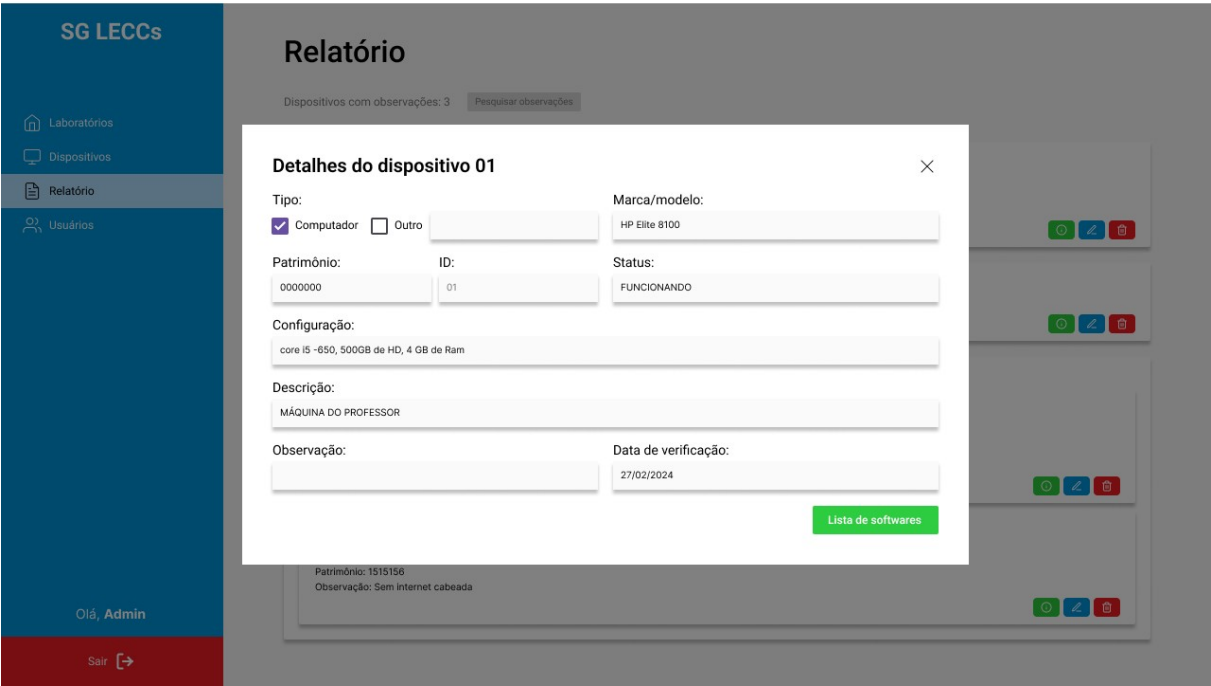 SG LECCs
Laboratórios
Dispositivos
Relatório
Usuários
Olá, Admin
Sair
Relatório
Dispositivos com observações: 3 Pesquisar observações
Detalhes do dispositivo 01
Tipo: Marca/modelo:
Computador Outro HP Elite 8100
Patrimônio: ID: Status:
0000000 01 FUNCIONANDO
Configuração:
core i5 -650, 500GB de HD, 4 GB de Ram
Descrição:
MÁQUINA DO PROFESSOR
Observação: Data de verificação:
27/02/2024
Lista de softwares
Patrimônio: 1515156
Observação: Sem internet cabeada